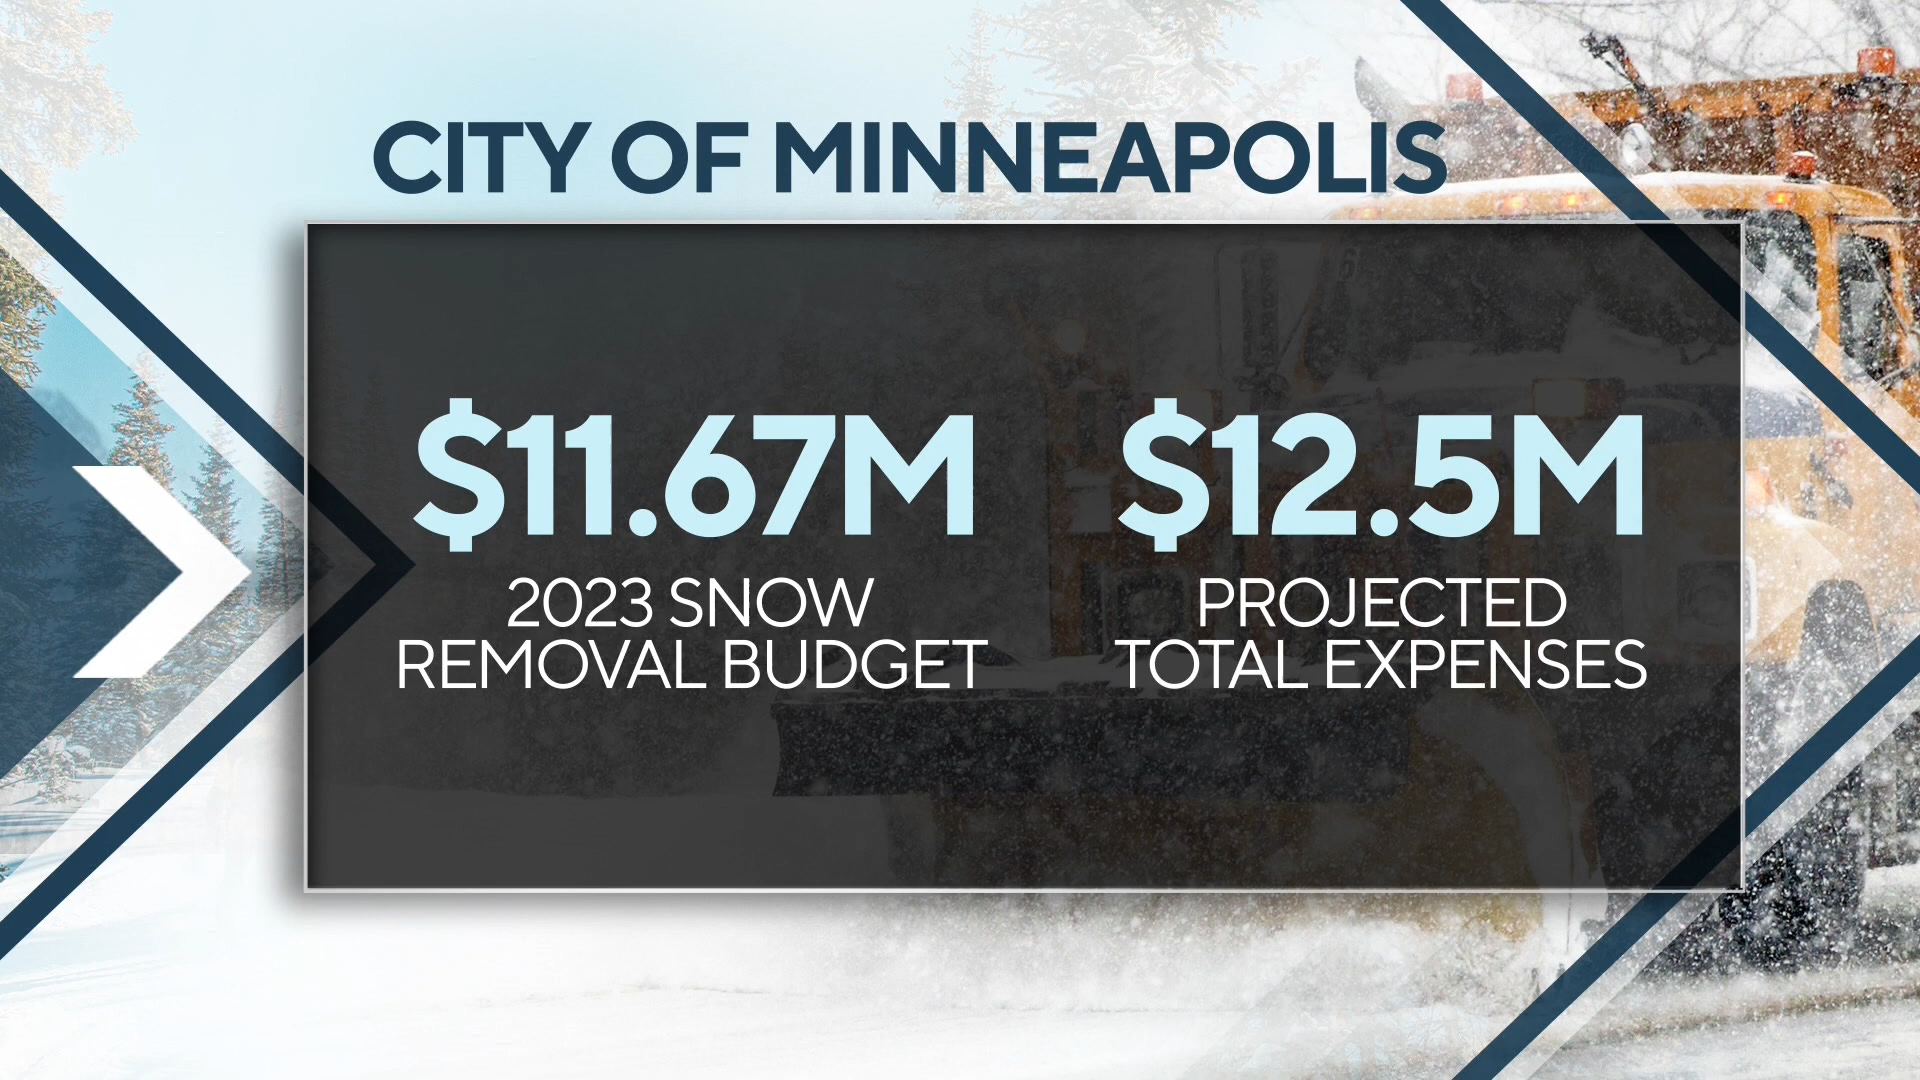 CITY OF MINNEAPOLIS
$11.67M
2023 SNOW
REMOVAL BUDGET
$12.5M
PROJECTED
TOTAL EXPENSES